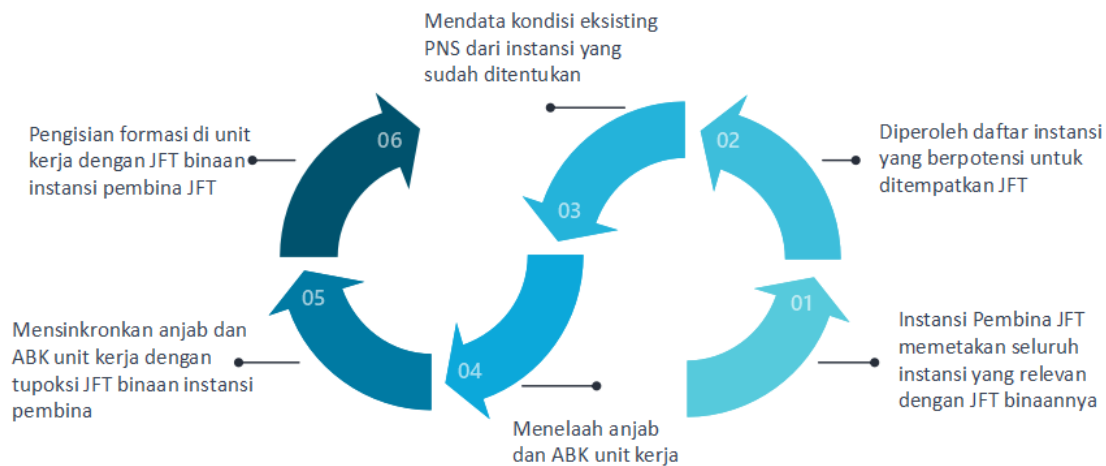 Mendata kondisi eksisting
PNS dari instansi yang
sudah ditentukan
06
Pengisian formasi di unit
kerja dengan JFT binaan
instansi pembina JFT
02
Diperoleh daftar instansi
yang berpotensi untuk
ditempatkan JFT
03
05
Mensinkronkan anjab dan
ABK unit kerja dengan
tupoksi JFT binaan instansi
pembina
04
Menelaah anjab
dan ABK unit kerja
01
Instansi Pembina JFT
memetakan seluruh
instansi yang relevan
dengan JFT binaannya